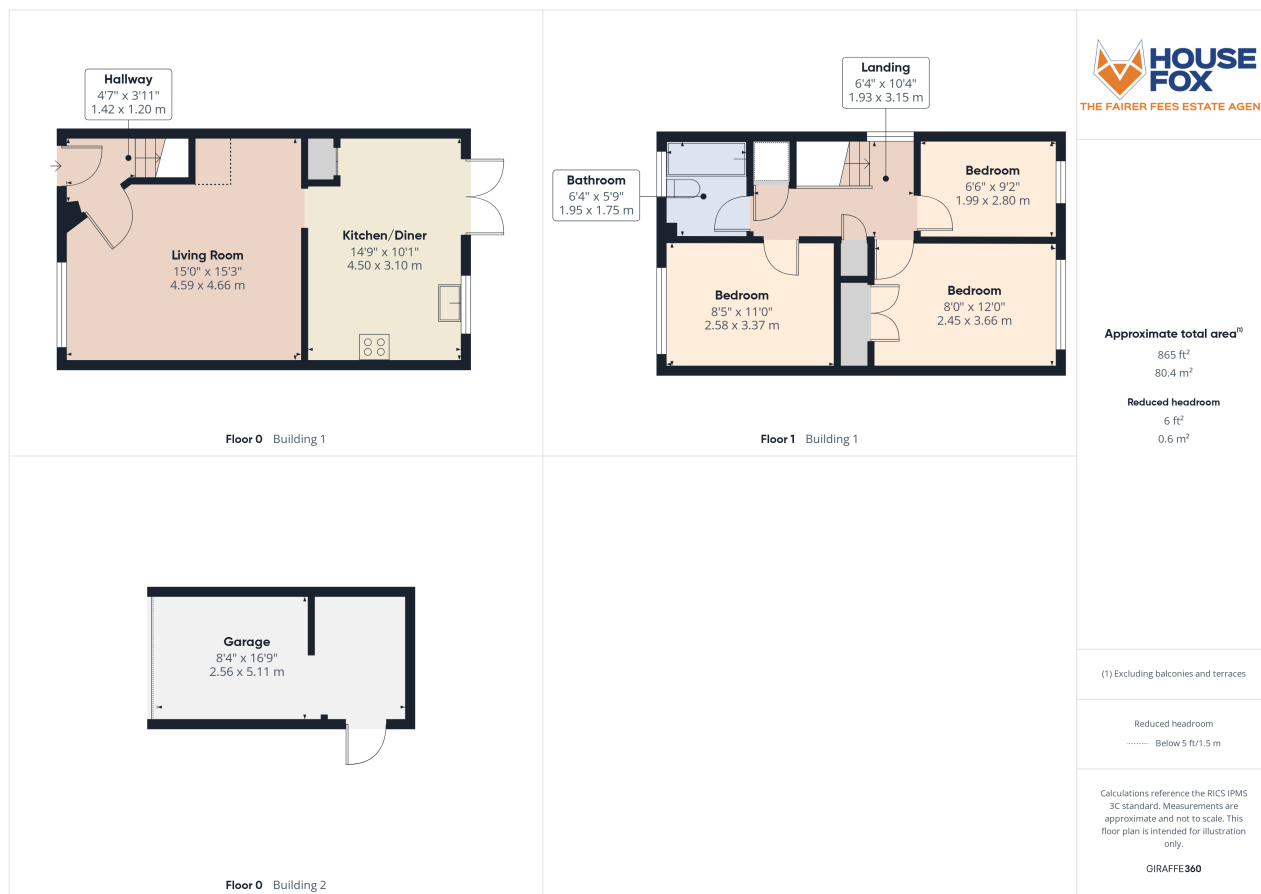 Hallway
4'7" x 3'11"
1.42 x 1.20 m
Living Room
15'0" x 15'3"
4.59 x 4.66 m
Kitchen/Diner
14'9" x 10'1"
4.50 x 3.10 m
Floor 0 Building 1
Landing
6'4" x 10'4"
1.93 x 3.15 m
Bathroom
6'4" x 5'9"
1.95 x 1.75 m
Bedroom
6'6" x 9'2"
1.99 x 2.80 m
Bedroom
8'5" x 11'0"
2.58 x 3.37 m
Bedroom
8'0" x 12'0"
2.45 x 3.66 m
Floor 1 Building 1
Garage
8'4" x 16'9"
2.56 x 5.11 m
Floor 0 Building 2
HOUSE
FOX
THE FAIRER FEES ESTATE AGEN
Approximate total area(1)
865 ft²
80.4 m²
Reduced headroom
6 ft²
0.6 m²
(1) Excluding balconies and terraces
Reduced headroom
Below 5 ft/1.5 m
Calculations reference the RICS IPMS
3C standard. Measurements are
approximate and not to scale. This
floor plan is intended for illustration
only.
GIRAFFE360